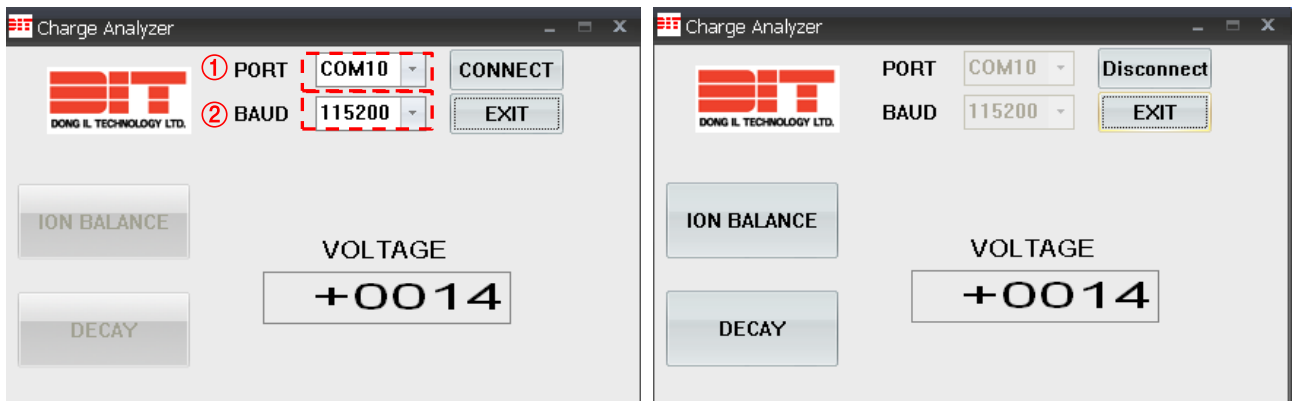 Charge Analyzer
① PORT COM10 CONNECT
DONG IL TECHNOLOGY LTD.
② BAUD 115200 EXIT
ION BALANCE
VOLTAGE
+0014
DECAY
Charge Analyzer
PORT COM10 Disconnect
DONG IL TECHNOLOGY LTD.
BAUD 115200 EXIT
ION BALANCE
VOLTAGE
+0014
DECAY